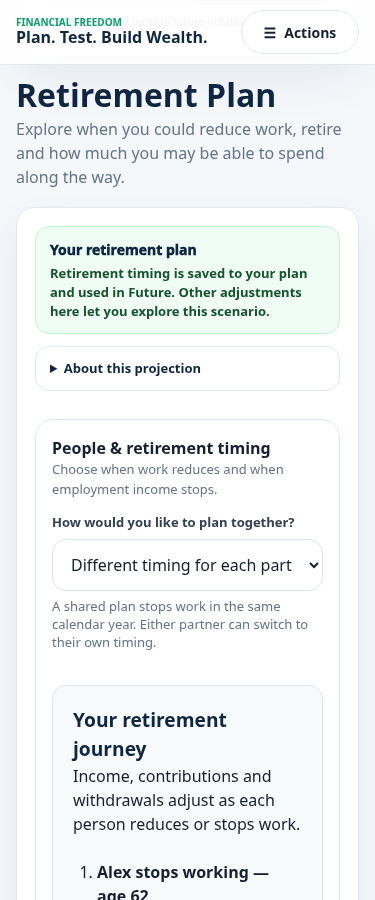 FINANCIAL FREEDOM
Plan. Test. Build Wealth.
☰ Actions
Retirement Plan
Explore when you could reduce work, retire
and how much you may be able to spend
along the way.
Your retirement plan
Retirement timing is saved to your plan
and used in Future. Other adjustments
here let you explore this scenario.
▶ About this projection
People & retirement timing
Choose when work reduces and when
employment income stops.
How would you like to plan together?
Different timing for each part
A shared plan stops work in the same
calendar year. Either partner can switch to
their own timing.
Your retirement
journey
Income, contributions and
withdrawals adjust as each
person reduces or stops work.
1. Alex stops working —
age 62